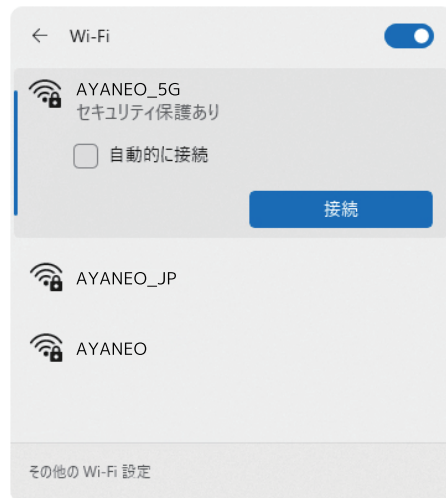 Wi-Fi
AYANEO_5G
セキュリティ保護あり
自動的に接続
接続
AYANEO_JP
AYANEO
その他の Wi-Fi 設定